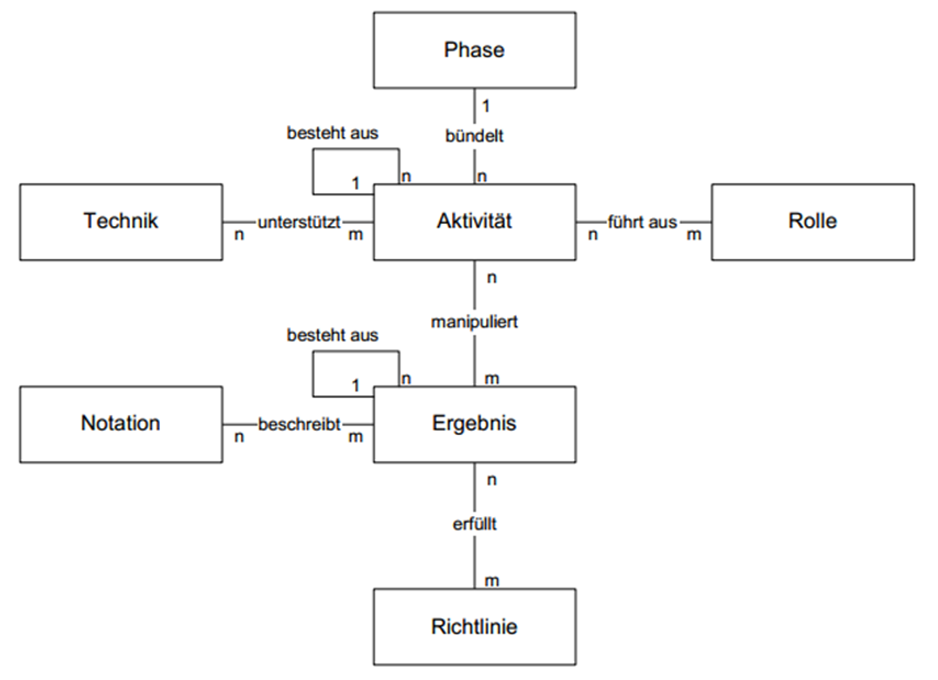 Phase
1
bündelt
besteht aus
1
n
n
Technik
n
unterstützt
m
Aktivität
n
führt aus
m
Rolle
n
manipuliert
besteht aus
1
n
m
Notation
n
beschreibt
m
Ergebnis
n
erfüllt
m
Richtlinie